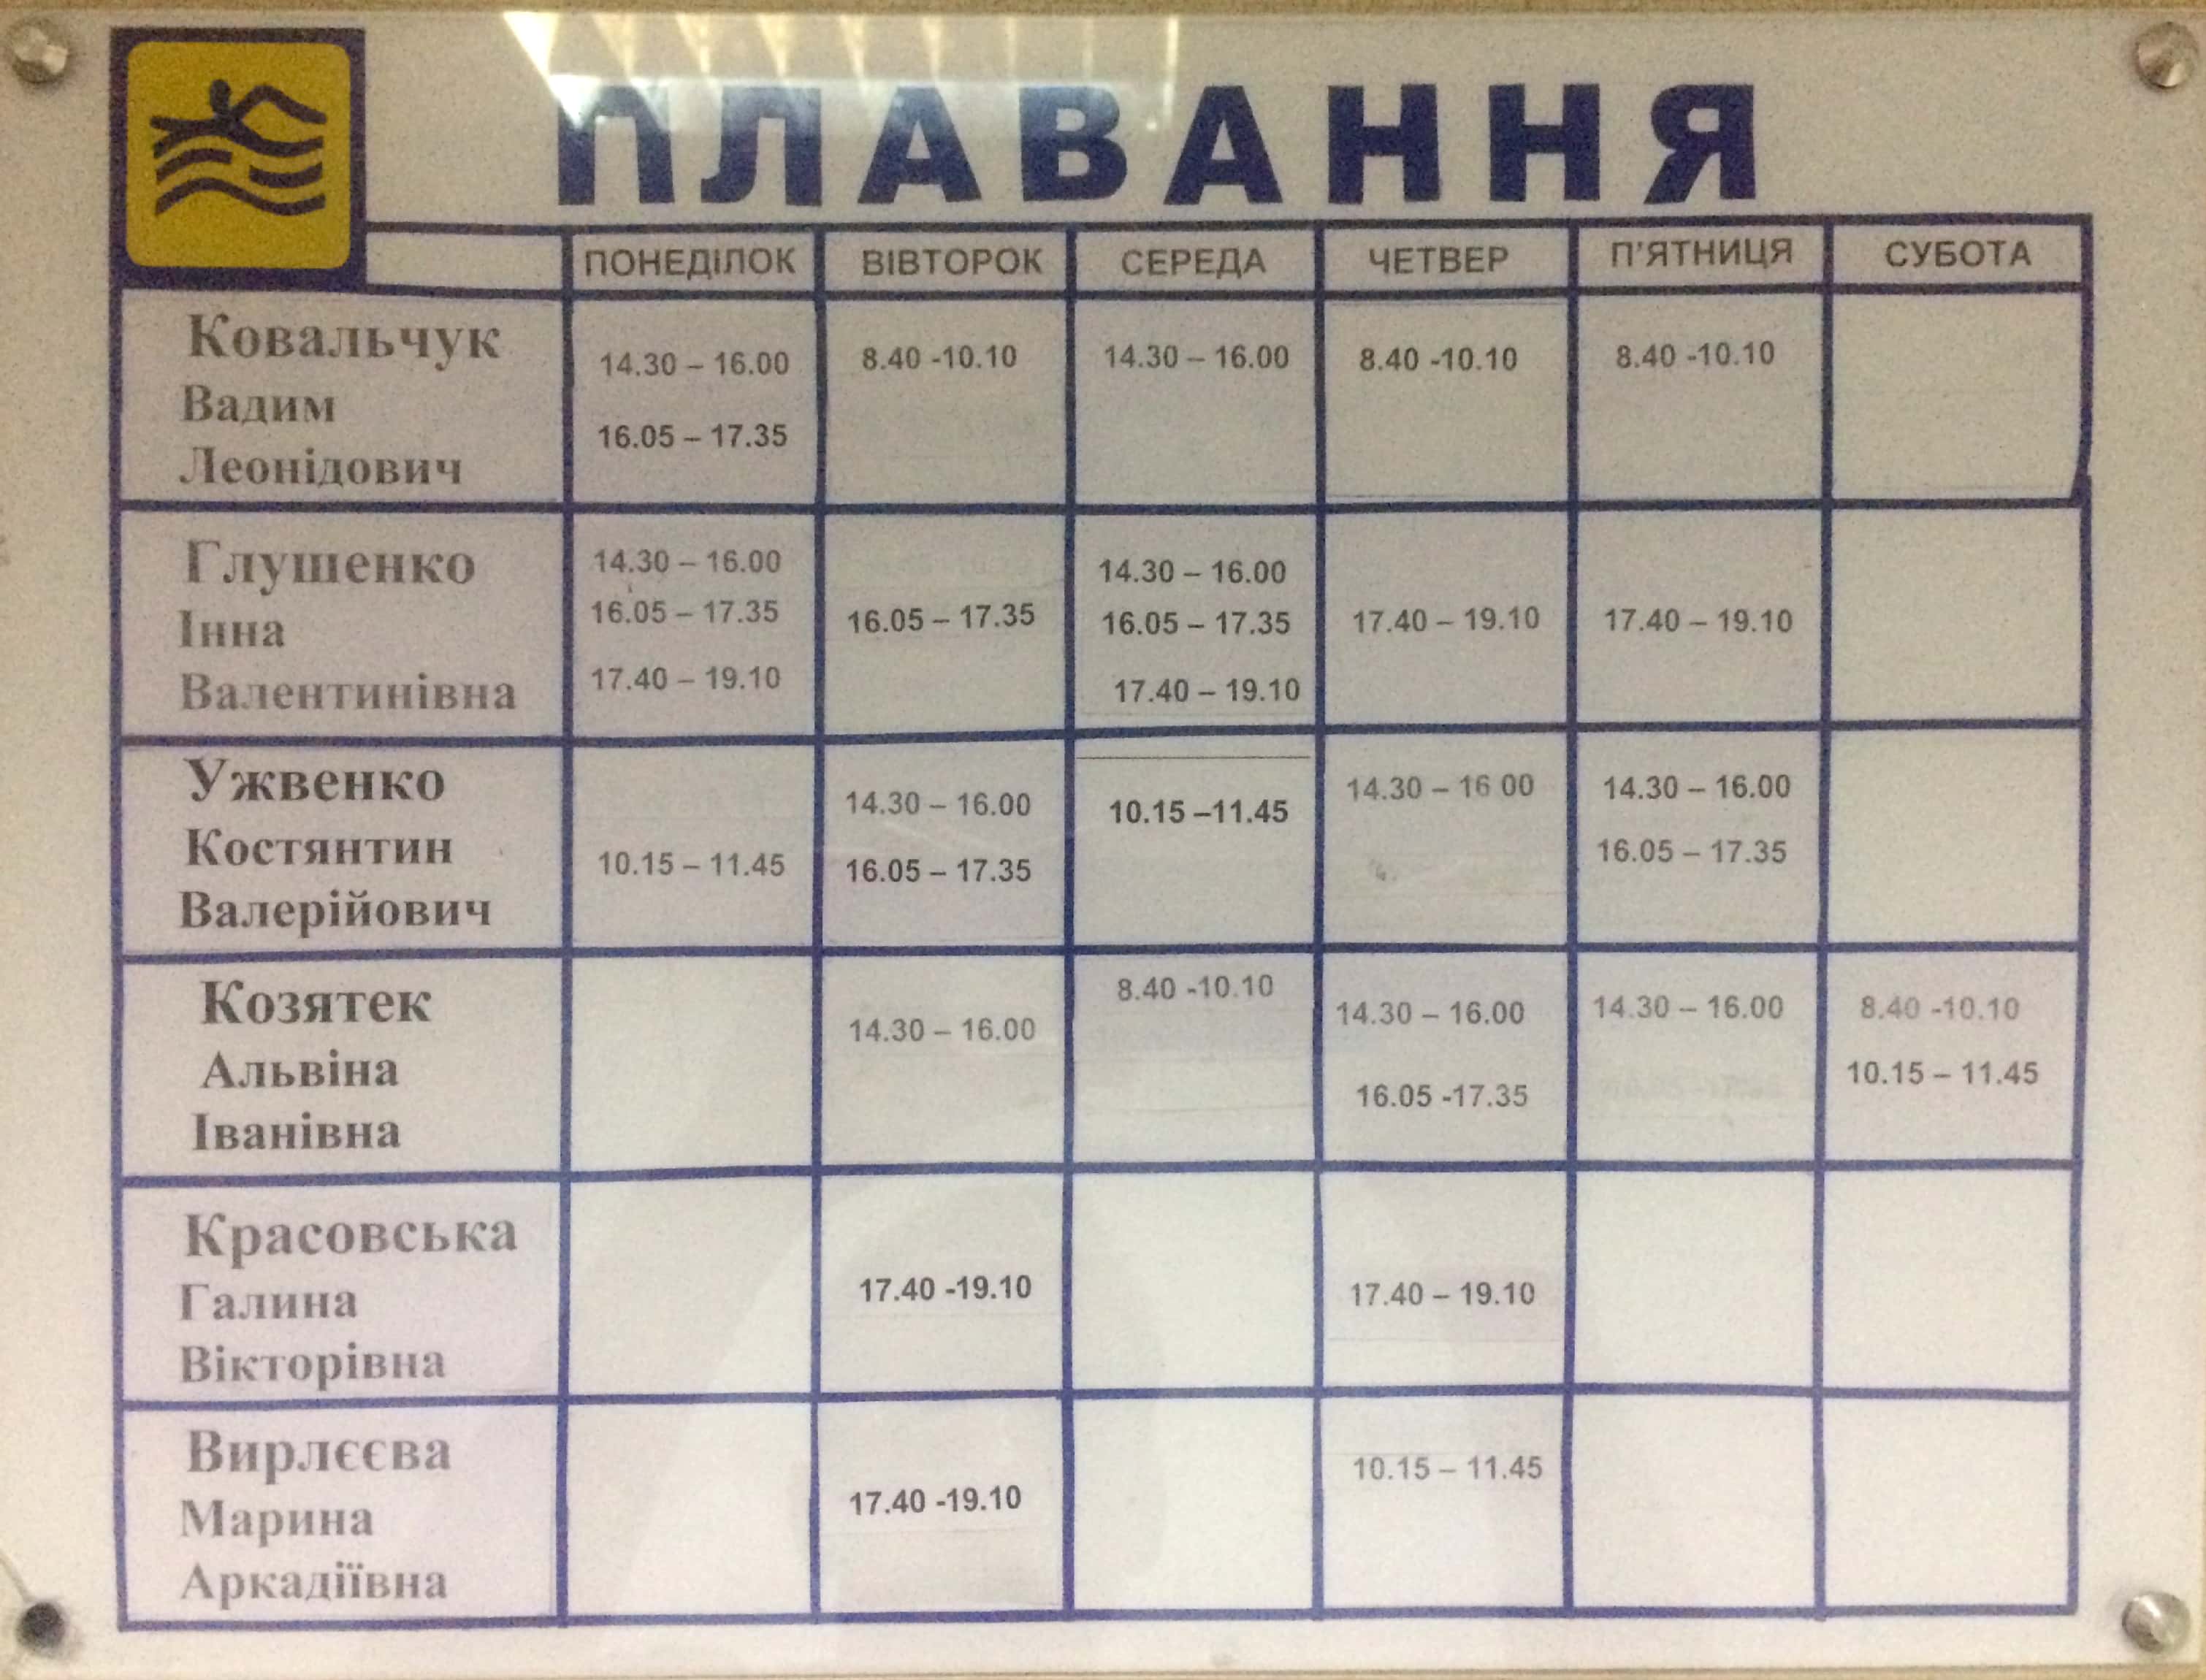 ПЛАВАННЯ
ПОНЕДІЛОК ВІВТОРОК СЕРЕДА ЧЕТВЕР П'ЯТНИЦЯ СУБОТА
Ковальчук
Вадим
Леонідович
14.30 – 16.00
16.05 – 17.35
8.40 -10.10
14.30 – 16.00
8.40 -10.10
8.40 -10.10
Глушенко
Інна
Валентинівна
14.30 – 16.00
16.05 – 17.35
17.40 – 19.10
16.05 – 17.35
14.30 – 16.00
16.05 – 17.35
17.40 – 19.10
17.40 – 19.10
17.40 – 19.10
Ужвенко
Костянтин
Валерійович
10.15 – 11.45
14.30 – 16.00
16.05 – 17.35
10.15 –11.45
14.30 – 16 00
14.30 – 16.00
16.05 – 17.35
Козятек
Альвіна
Іванівна
14.30 – 16.00
8.40 -10.10
14.30 – 16.00
16.05 -17.35
14.30 – 16.00
8.40 -10.10
10.15 – 11.45
Красовська
Галина
Вікторівна
17.40 -19.10
17.40 – 19.10
Вирлєєва
Марина
Аркадіївна
17.40 -19.10
10.15 – 11.45